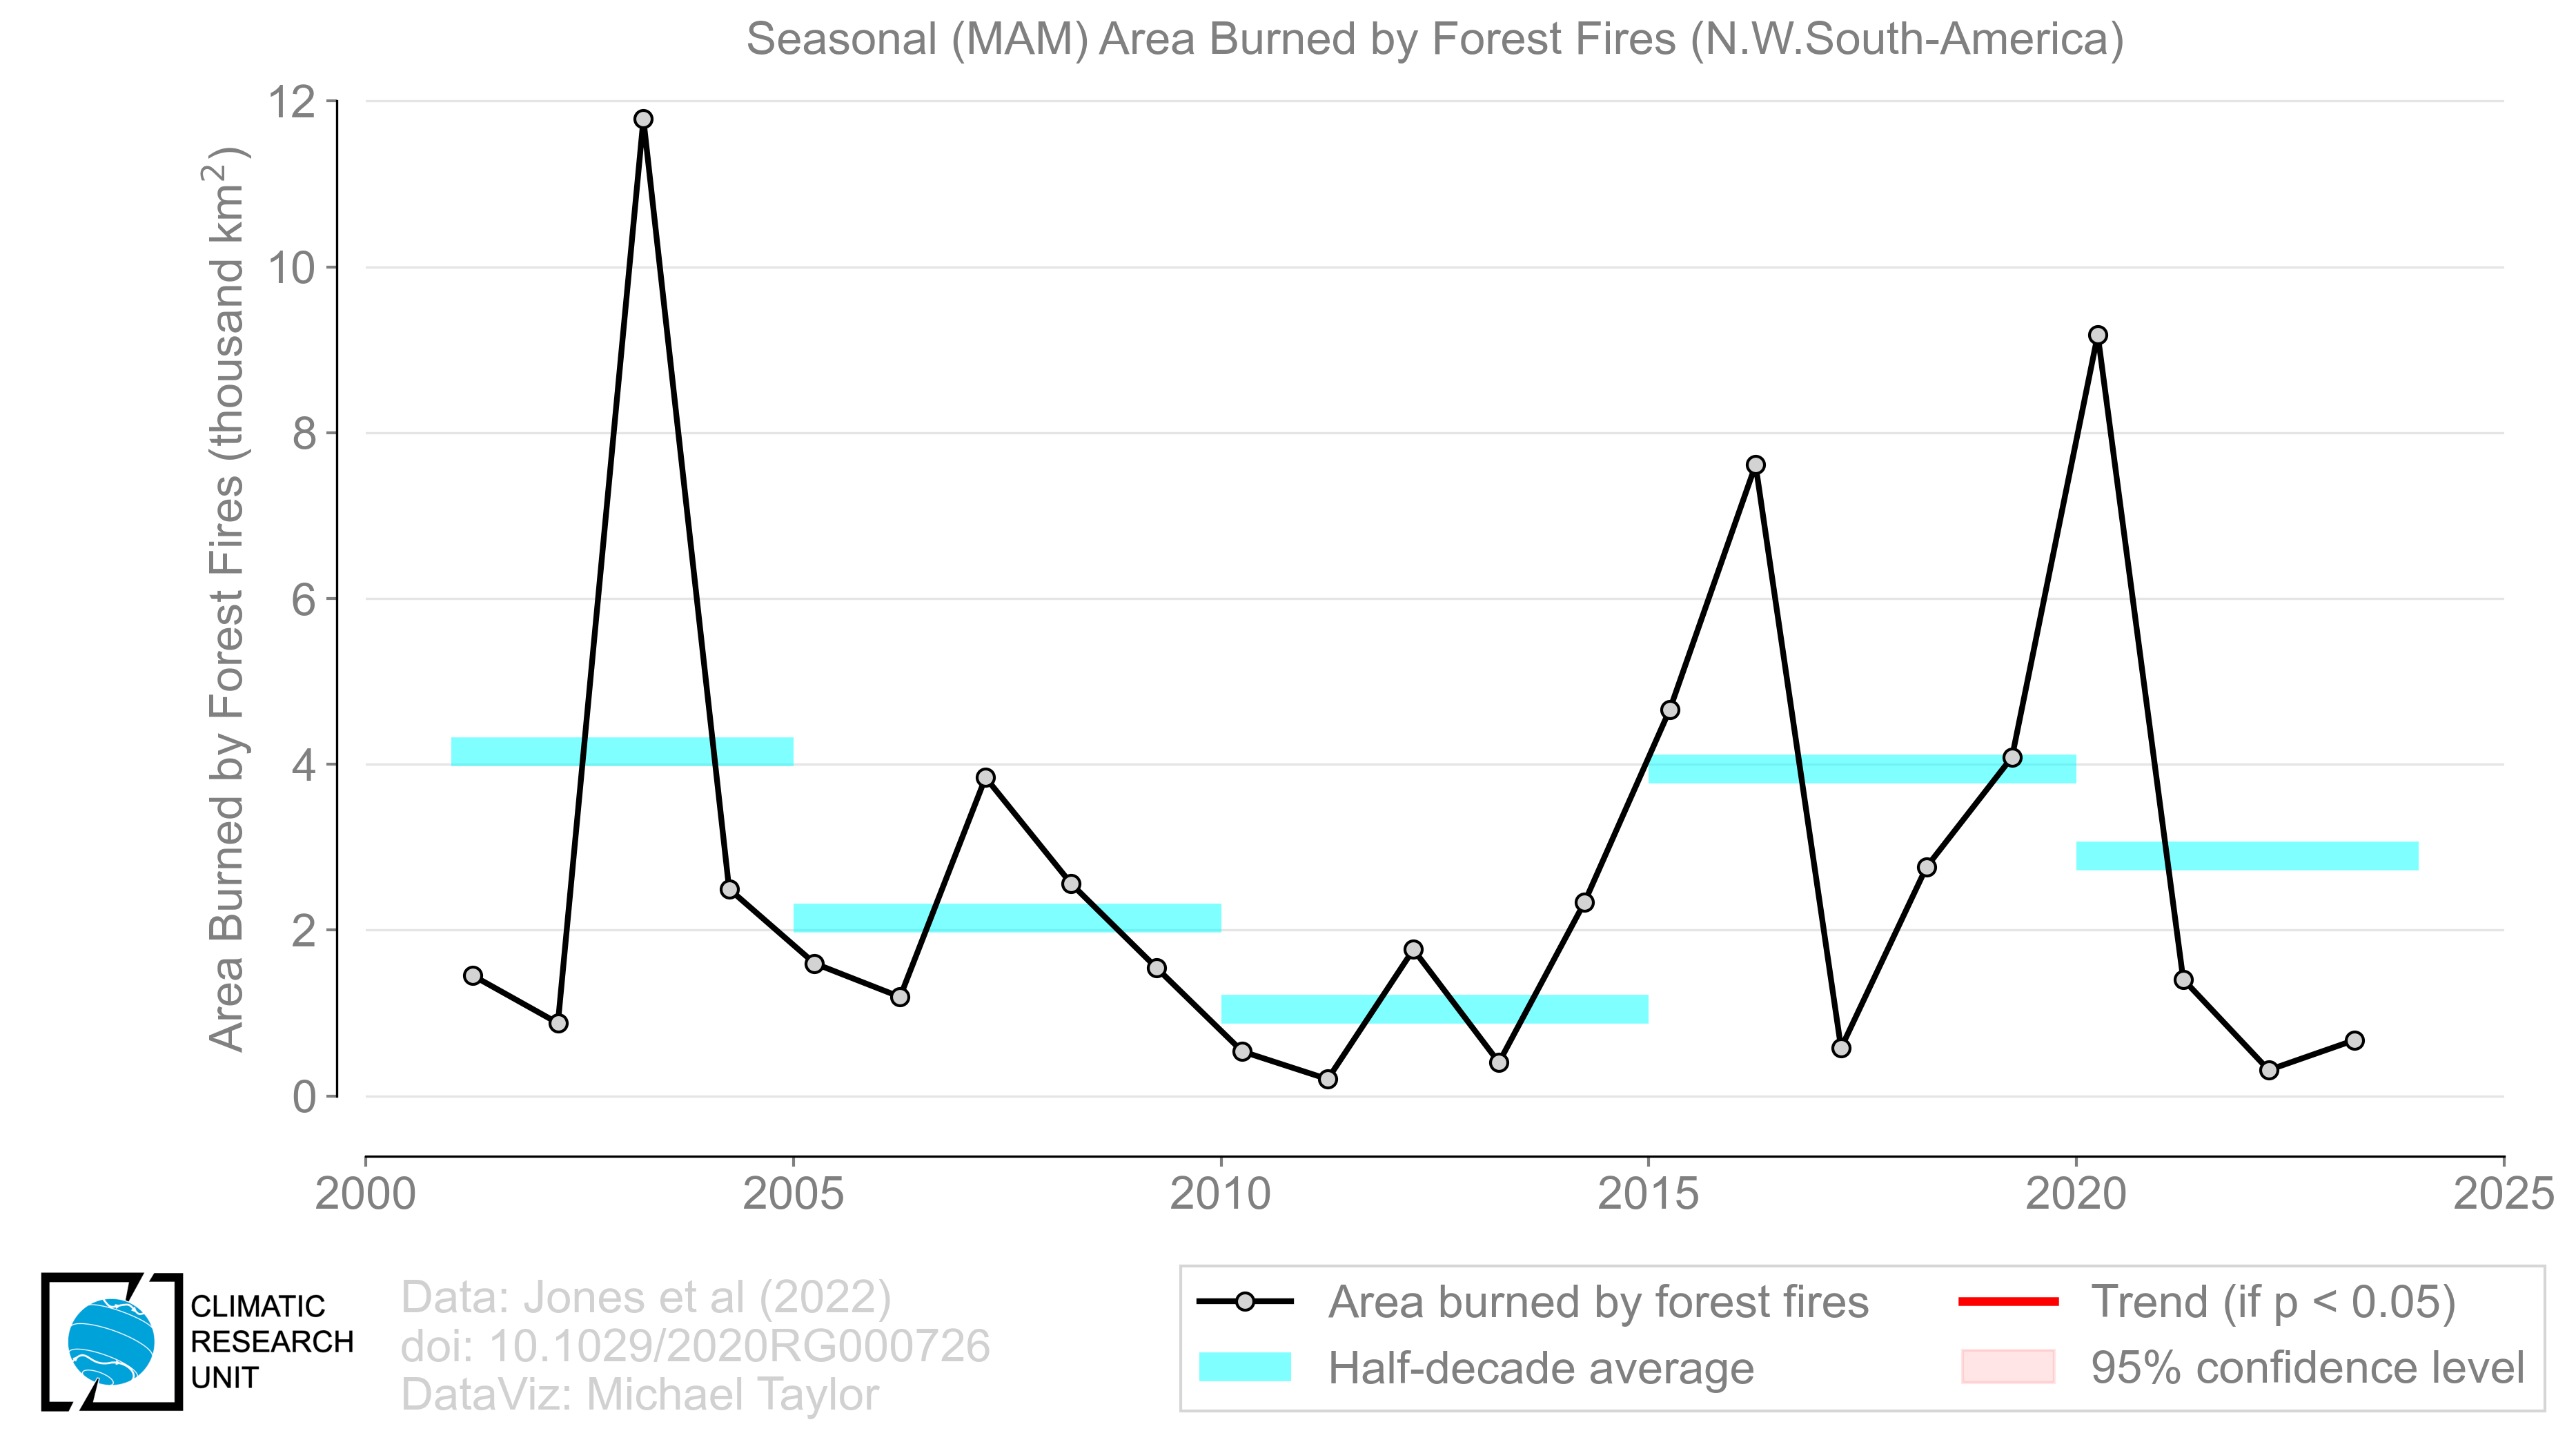 Seasonal (MAM) Area Burned by Forest Fires (N.W.South-America)
Area Burned by Forest Fires (thousand km²)
12
10
8
6
4
2
0
2000
2005
2010
2015
2020
2025
CLIMATIC
RESEARCH
UNIT
Data: Jones et al (2022)
doi: 10.1029/2020RG000726
DataViz: Michael Taylor
Area burned by forest fires
Half-decade average
Trend (if p < 0.05)
95% confidence level